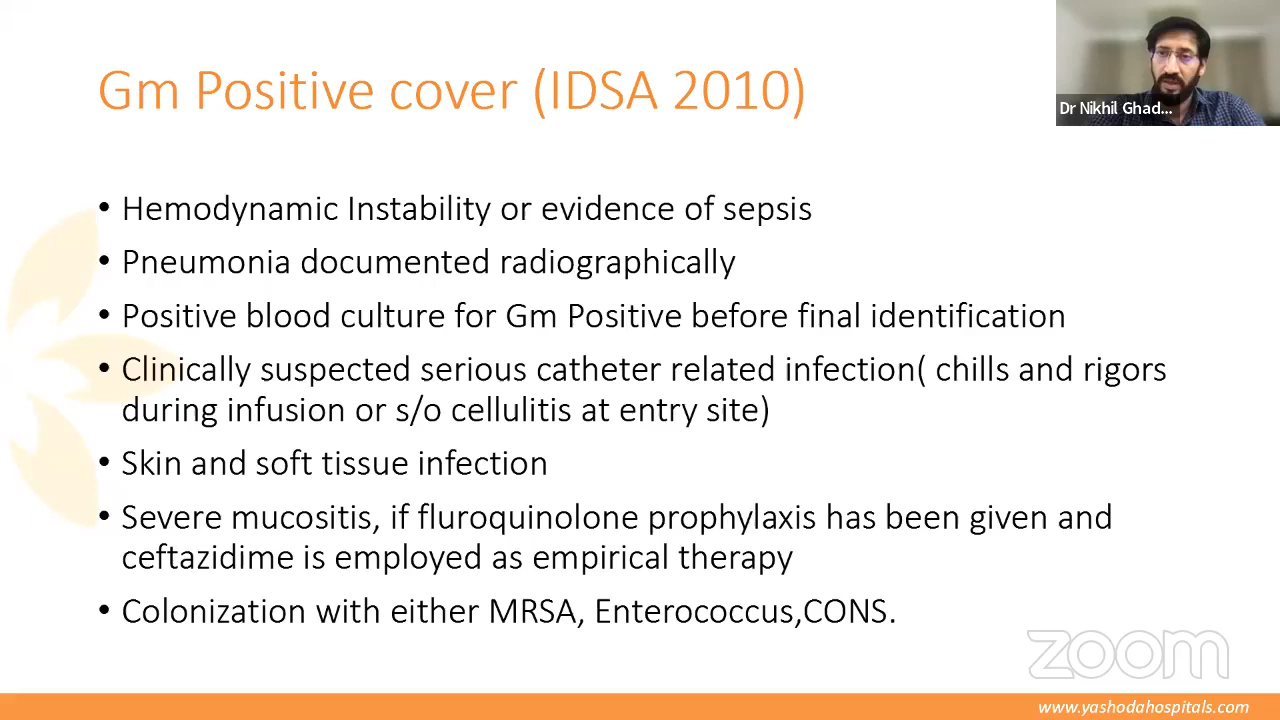 Gm Positive cover (IDSA 2010)
Dr Nikhil Ghad...
• Hemodynamic Instability or evidence of sepsis
• Pneumonia documented radiographically
• Positive blood culture for Gm Positive before final identification
• Clinically suspected serious catheter related infection( chills and rigors
during infusion or s/o cellulitis at entry site)
• Skin and soft tissue infection
• Severe mucositis, if fluroquinolone prophylaxis has been given and
ceftazidime is employed as empirical therapy
• Colonization with either MRSA, Enterococcus,CONS.
zoom
www.yashodahospitals.com